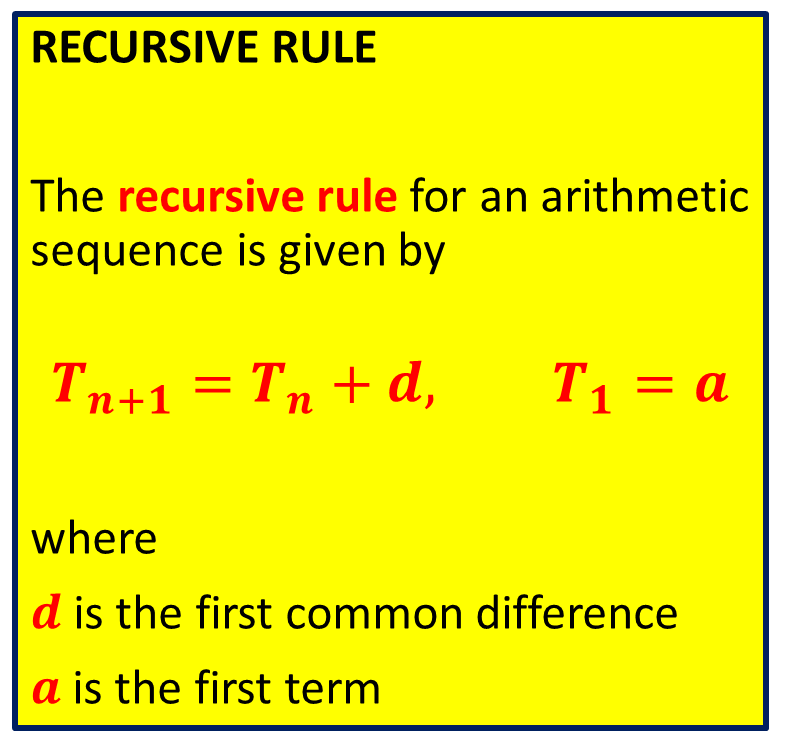 RECURSIVE RULE
The recursive rule for an arithmetic
sequence is given by
Tₙ₊₁ = Tₙ + d, T₁ = a
where
d is the first common difference
a is the first term